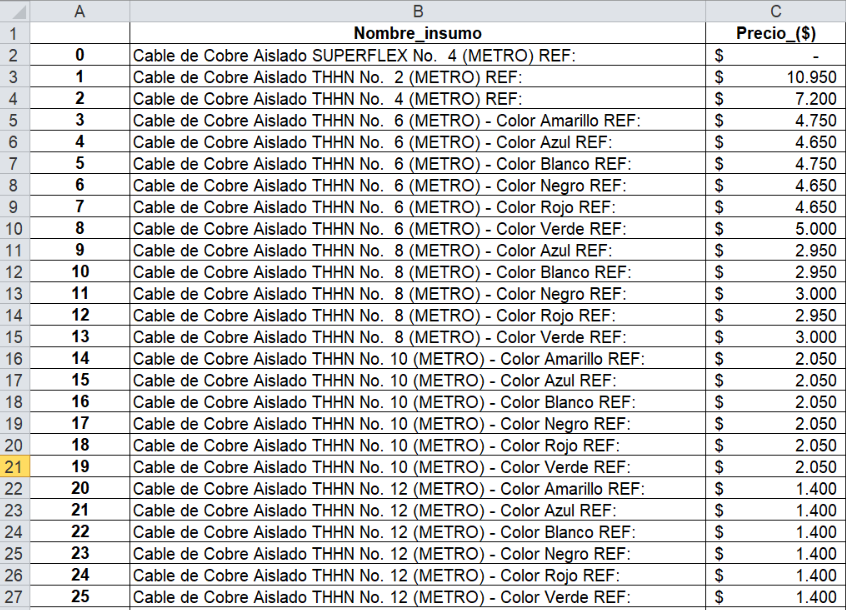 A B C
1 Nombre_insumo Precio_($)
2 0 Cable de Cobre Aislado SUPERFLEX No.  4 (METRO) REF: $ -
3 1 Cable de Cobre Aislado THHN No.  2 (METRO) REF: $ 10.950
4 2 Cable de Cobre Aislado THHN No.  4 (METRO) REF: $ 7.200
5 3 Cable de Cobre Aislado THHN No.  6 (METRO) - Color Amarillo REF: $ 4.750
6 4 Cable de Cobre Aislado THHN No.  6 (METRO) - Color Azul REF: $ 4.650
7 5 Cable de Cobre Aislado THHN No.  6 (METRO) - Color Blanco REF: $ 4.750
8 6 Cable de Cobre Aislado THHN No.  6 (METRO) - Color Negro REF: $ 4.650
9 7 Cable de Cobre Aislado THHN No.  6 (METRO) - Color Rojo REF: $ 4.650
10 8 Cable de Cobre Aislado THHN No.  6 (METRO) - Color Verde REF: $ 5.000
11 9 Cable de Cobre Aislado THHN No.  8 (METRO) - Color Azul REF: $ 2.950
12 10 Cable de Cobre Aislado THHN No.  8 (METRO) - Color Blanco REF: $ 2.950
13 11 Cable de Cobre Aislado THHN No.  8 (METRO) - Color Negro REF: $ 3.000
14 12 Cable de Cobre Aislado THHN No.  8 (METRO) - Color Rojo REF: $ 2.950
15 13 Cable de Cobre Aislado THHN No.  8 (METRO) - Color Verde REF: $ 3.000
16 14 Cable de Cobre Aislado THHN No. 10 (METRO) - Color Amarillo REF: $ 2.050
17 15 Cable de Cobre Aislado THHN No. 10 (METRO) - Color Azul REF: $ 2.050
18 16 Cable de Cobre Aislado THHN No. 10 (METRO) - Color Blanco REF: $ 2.050
19 17 Cable de Cobre Aislado THHN No. 10 (METRO) - Color Negro REF: $ 2.050
20 18 Cable de Cobre Aislado THHN No. 10 (METRO) - Color Rojo REF: $ 2.050
21 19 Cable de Cobre Aislado THHN No. 10 (METRO) - Color Verde REF: $ 2.050
22 20 Cable de Cobre Aislado THHN No. 12 (METRO) - Color Amarillo REF: $ 1.400
23 21 Cable de Cobre Aislado THHN No. 12 (METRO) - Color Azul REF: $ 1.400
24 22 Cable de Cobre Aislado THHN No. 12 (METRO) - Color Blanco REF: $ 1.400
25 23 Cable de Cobre Aislado THHN No. 12 (METRO) - Color Negro REF: $ 1.400
26 24 Cable de Cobre Aislado THHN No. 12 (METRO) - Color Rojo REF: $ 1.400
27 25 Cable de Cobre Aislado THHN No. 12 (METRO) - Color Verde REF: $ 1.400